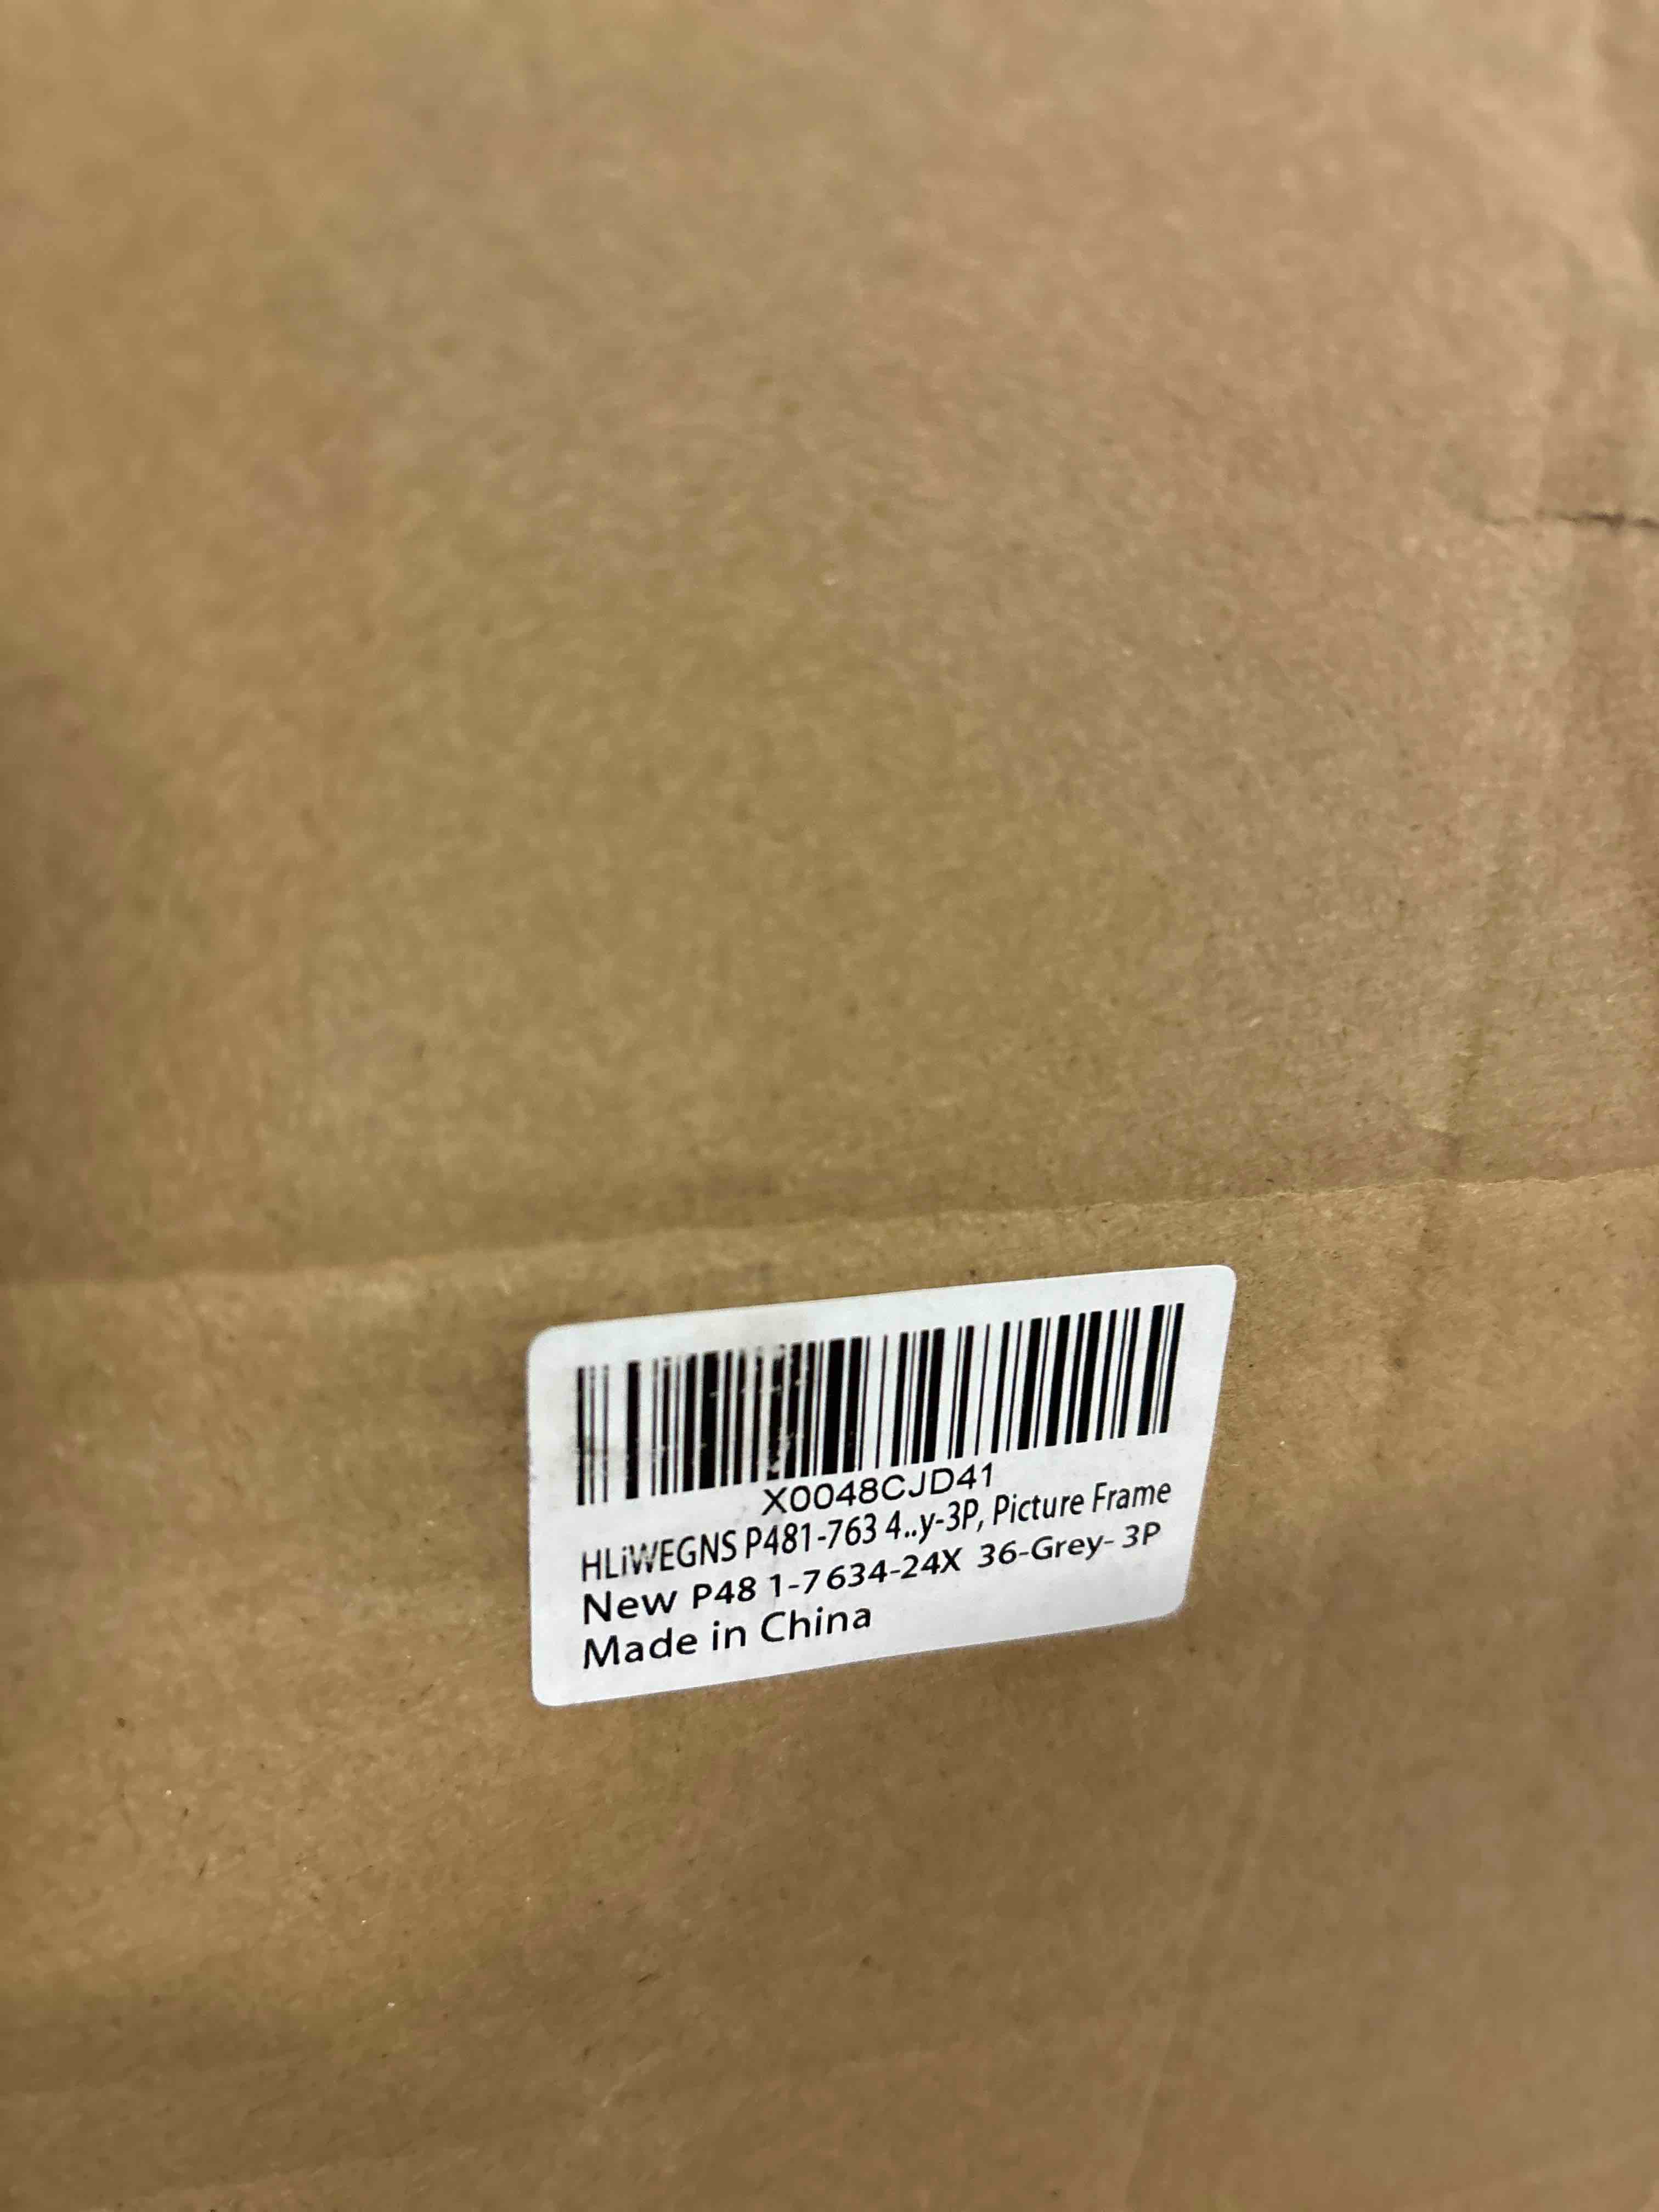 X0048CJD41
HLiWEGNS P481-763 4..y-3P, Picture Frame
New P48 1-7634-24X 36-Grey- 3P
Made in China